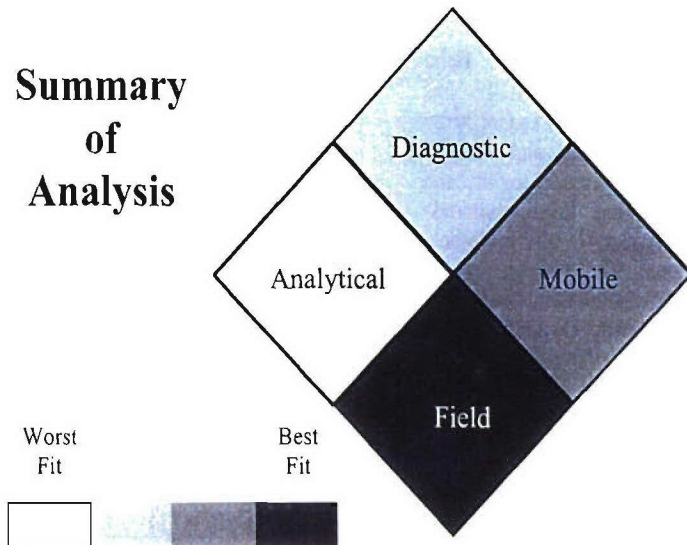 Summary
of
Analysis
Diagnostic
Analytical
Mobile
Field
Worst
Fit
Best
Fit